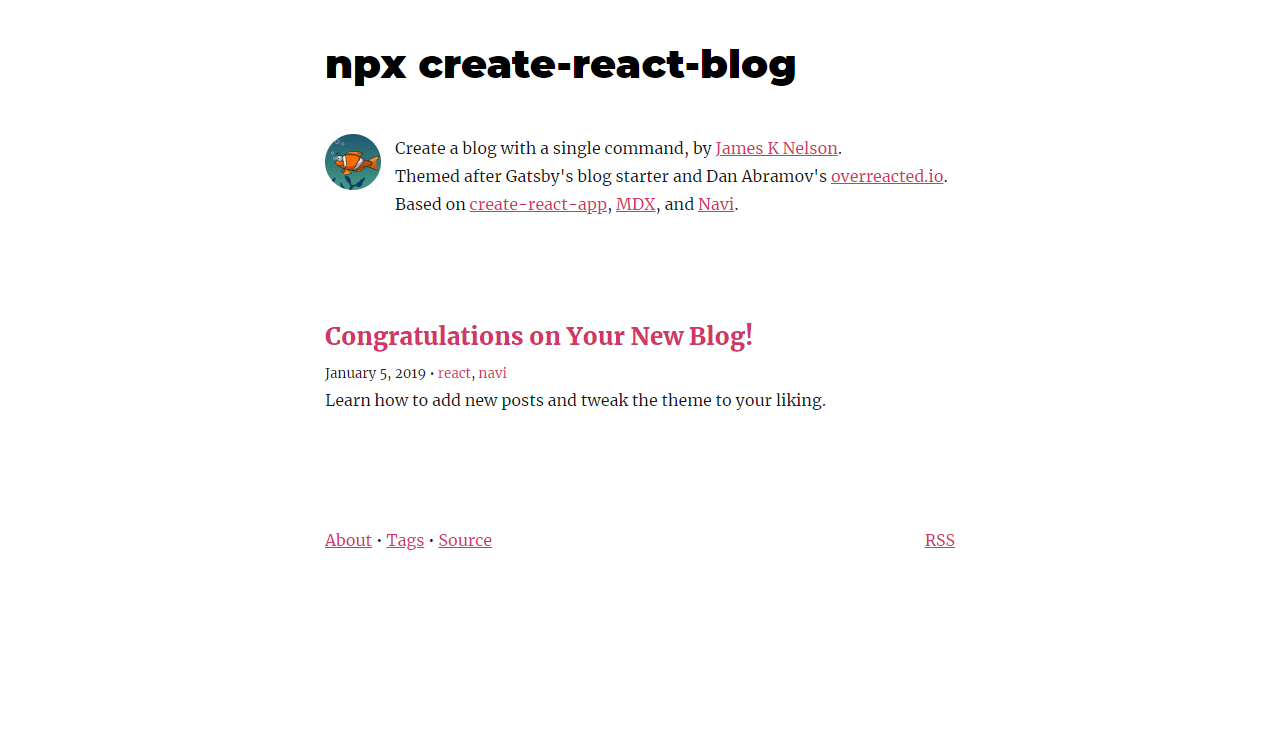 npx create-react-blog
Create a blog with a single command, by James K Nelson.
Themed after Gatsby's blog starter and Dan Abramov's overreacted.io.
Based on create-react-app, MDX, and Navi.
Congratulations on Your New Blog!
January 5, 2019 • react, navi
Learn how to add new posts and tweak the theme to your liking.
About • Tags • Source RSS